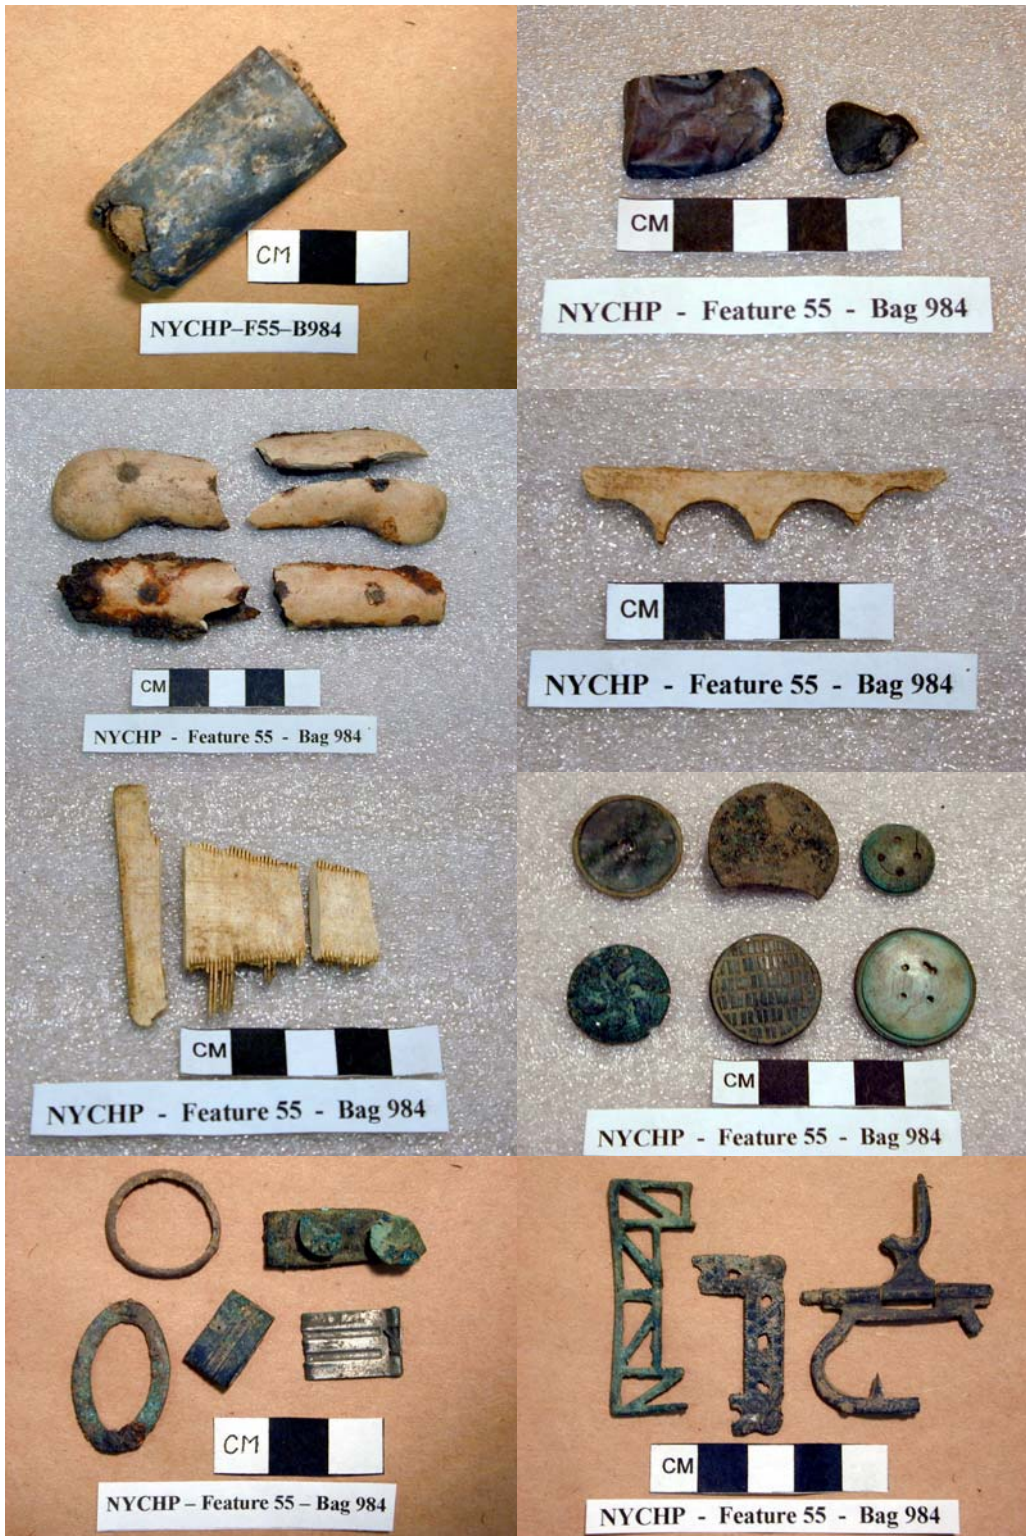 CM
NYCHP–F55–B984
CM
NYCHP - Feature 55 - Bag 984
CM
NYCHP - Feature 55 - Bag 984
CM
NYCHP - Feature 55 - Bag 984
CM
NYCHP - Feature 55 - Bag 984
CM
NYCHP - Feature 55 - Bag 984
CM
NYCHP – Feature 55 – Bag 984
CM
NYCHP - Feature 55 - Bag 984